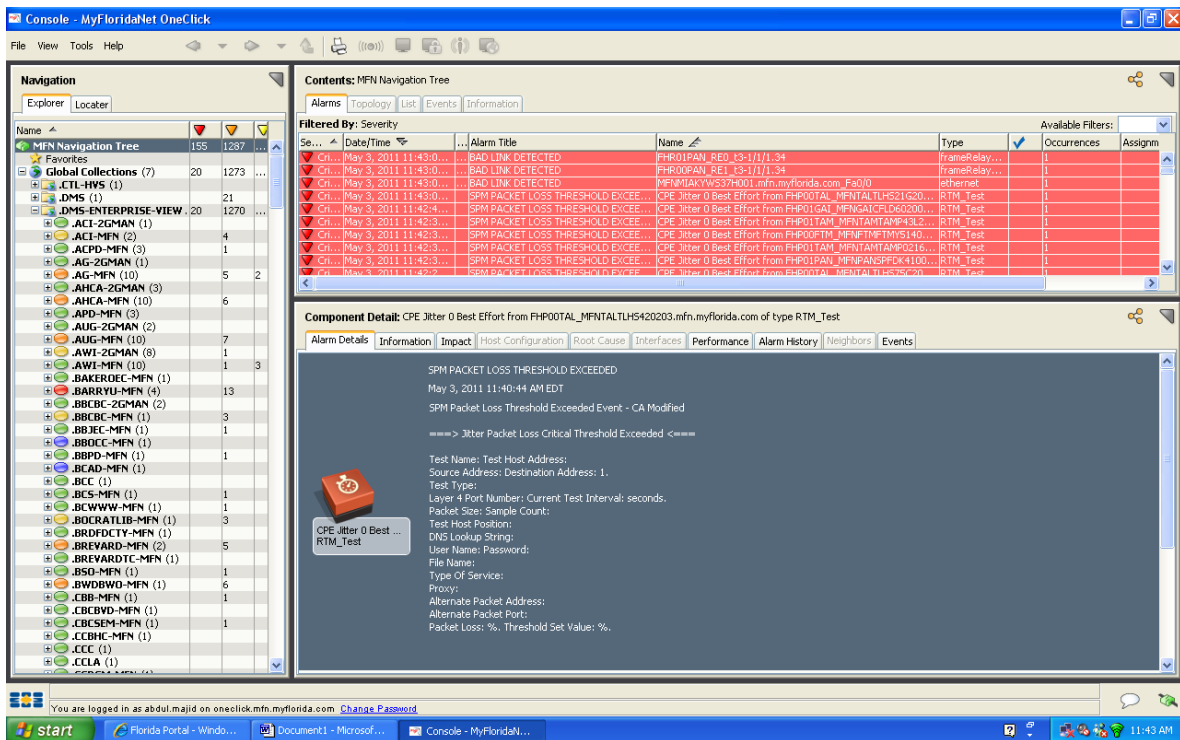 Console - MyFloridaNet OneClick
File View Tools Help
Navigation
Explorer Locater
Name
MFN Navigation Tree 155 1287 ...
Favorites
Global Collections (7) 20 1273 ...
.CTL-HVS (1)
.DMS (1) 21
.DMS-ENTERPRISE-VIEW. 20 1270 ...
.ACI-2GMAN (1)
.ACI-MFN (2) 4
.ACPD-MFN (3) 1
.AG-2GMAN (1)
.AG-MFN (10) 5 2
.AHCA-2GMAN (3)
.AHCA-MFN (10) 6
.APD-MFN (3)
.AUG-2GMAN (2)
.AUG-MFN (10) 7
.AWI-2GMAN (8) 1
.AWI-MFN (10) 1 3
.BAKEROEC-MFN (1)
.BARRYU-MFN (4) 13
.BBCBC-2GMAN (2)
.BBCBC-MFN (1) 3
.BBJEC-MFN (1) 1
.BBOCC-MFN (1)
.BBPD-MFN (1) 1
.BCAD-MFN (1)
.BCC (1)
.BCS-MFN (1) 1
.BCWWW-MFN (1) 1
.BOCRATLIB-MFN (1) 3
.BRDFDCTY-MFN (1)
.BREVARD-MFN (2) 5
.BREVARDTC-MFN (1)
.BSO-MFN (1) 1
.BWDBWO-MFN (1) 6
.CBB-MFN (1) 1
.CBCBVD-MFN (1)
.CBCSEM-MFN (1) 1
.CCBHC-MFN (1)
.CCC (1)
.CCLA (1)
Contents: MFN Navigation Tree
Alarms Topology List Events Information
Filtered By: Severity Available Filters:
Se... Date/Time ... Alarm Title Name Type Occurrences Assignm
Cri... May 3, 2011 11:43:0... ... BAD LINK DETECTED FHR01PAN_RE0_t3-1/1/1.34 frameRelay... 1
Cri... May 3, 2011 11:43:0... ... BAD LINK DETECTED FHR00PAN_RE1_t3-1/1/1.34 frameRelay... 1
Cri... May 3, 2011 11:43:0... ... BAD LINK DETECTED MFNMIAKYWS37H001.mfn.myflorida.com_Fa0/0 ethernet 1
Cri... May 3, 2011 11:43:0... ... SPM PACKET LOSS THRESHOLD EXCEE... CPE Jitter 0 Best Effort from FHP00TAL_MFNTALTLHS21G20... RTM_Test 1
Cri... May 3, 2011 11:42:4... ... SPM PACKET LOSS THRESHOLD EXCEE... CPE Jitter 0 Best Effort from FHP01GAI_MFNGAICFLD60200... RTM_Test 1
Cri... May 3, 2011 11:42:3... ... SPM PACKET LOSS THRESHOLD EXCEE... CPE Jitter 0 Best Effort from FHP01TAM_MFNTAMTAMP43L2... RTM_Test 1
Cri... May 3, 2011 11:42:3... ... SPM PACKET LOSS THRESHOLD EXCEE... CPE Jitter 0 Best Effort from FHP00FTM_MFNFTMFTMY5140... RTM_Test 1
Cri... May 3, 2011 11:42:3... ... SPM PACKET LOSS THRESHOLD EXCEE... CPE Jitter 0 Best Effort from FHP01TAM_MFNTAMTAMP0216... RTM_Test 1
Cri... May 3, 2011 11:42:3... ... SPM PACKET LOSS THRESHOLD EXCEE... CPE Jitter 0 Best Effort from FHP01PAN_MFNPANSPFDK4100... RTM_Test 1
Cri... May 3, 2011 11:42:2... ... SPM PACKET LOSS THRESHOLD EXCEE... CPE Jitter 0 Best Effort from FHP00TAL_MFNTALTLHS75C20... RTM_Test 1
Component Detail: CPE Jitter 0 Best Effort from FHP00TAL_MFNTALTLHS420203.mfn.myflorida.com of type RTM_Test
Alarm Details Information Impact Host Configuration Root Cause Interfaces Performance Alarm History Neighbors Events
SPM PACKET LOSS THRESHOLD EXCEEDED
May 3, 2011 11:40:44 AM EDT
SPM Packet Loss Threshold Exceeded Event - CA Modified
===> Jitter Packet Loss Critical Threshold Exceeded <===
Test Name: Test Host Address:
Source Address: Destination Address: 1.
Test Type:
Layer 4 Port Number: Current Test Interval: seconds.
Packet Size: Sample Count:
Test Host Position:
DNS Lookup String:
User Name: Password:
File Name:
Type Of Service:
Proxy:
Alternate Packet Address:
Alternate Packet Port:
Packet Loss: %. Threshold Set Value: %.
CPE Jitter 0 Best ...
RTM_Test
You are logged in as abdul.majid on oneclick.mfn.myflorida.com Change Password
start Florida Portal - Windo... Document1 - Microsof... Console - MyFloridaN... 11:43 AM